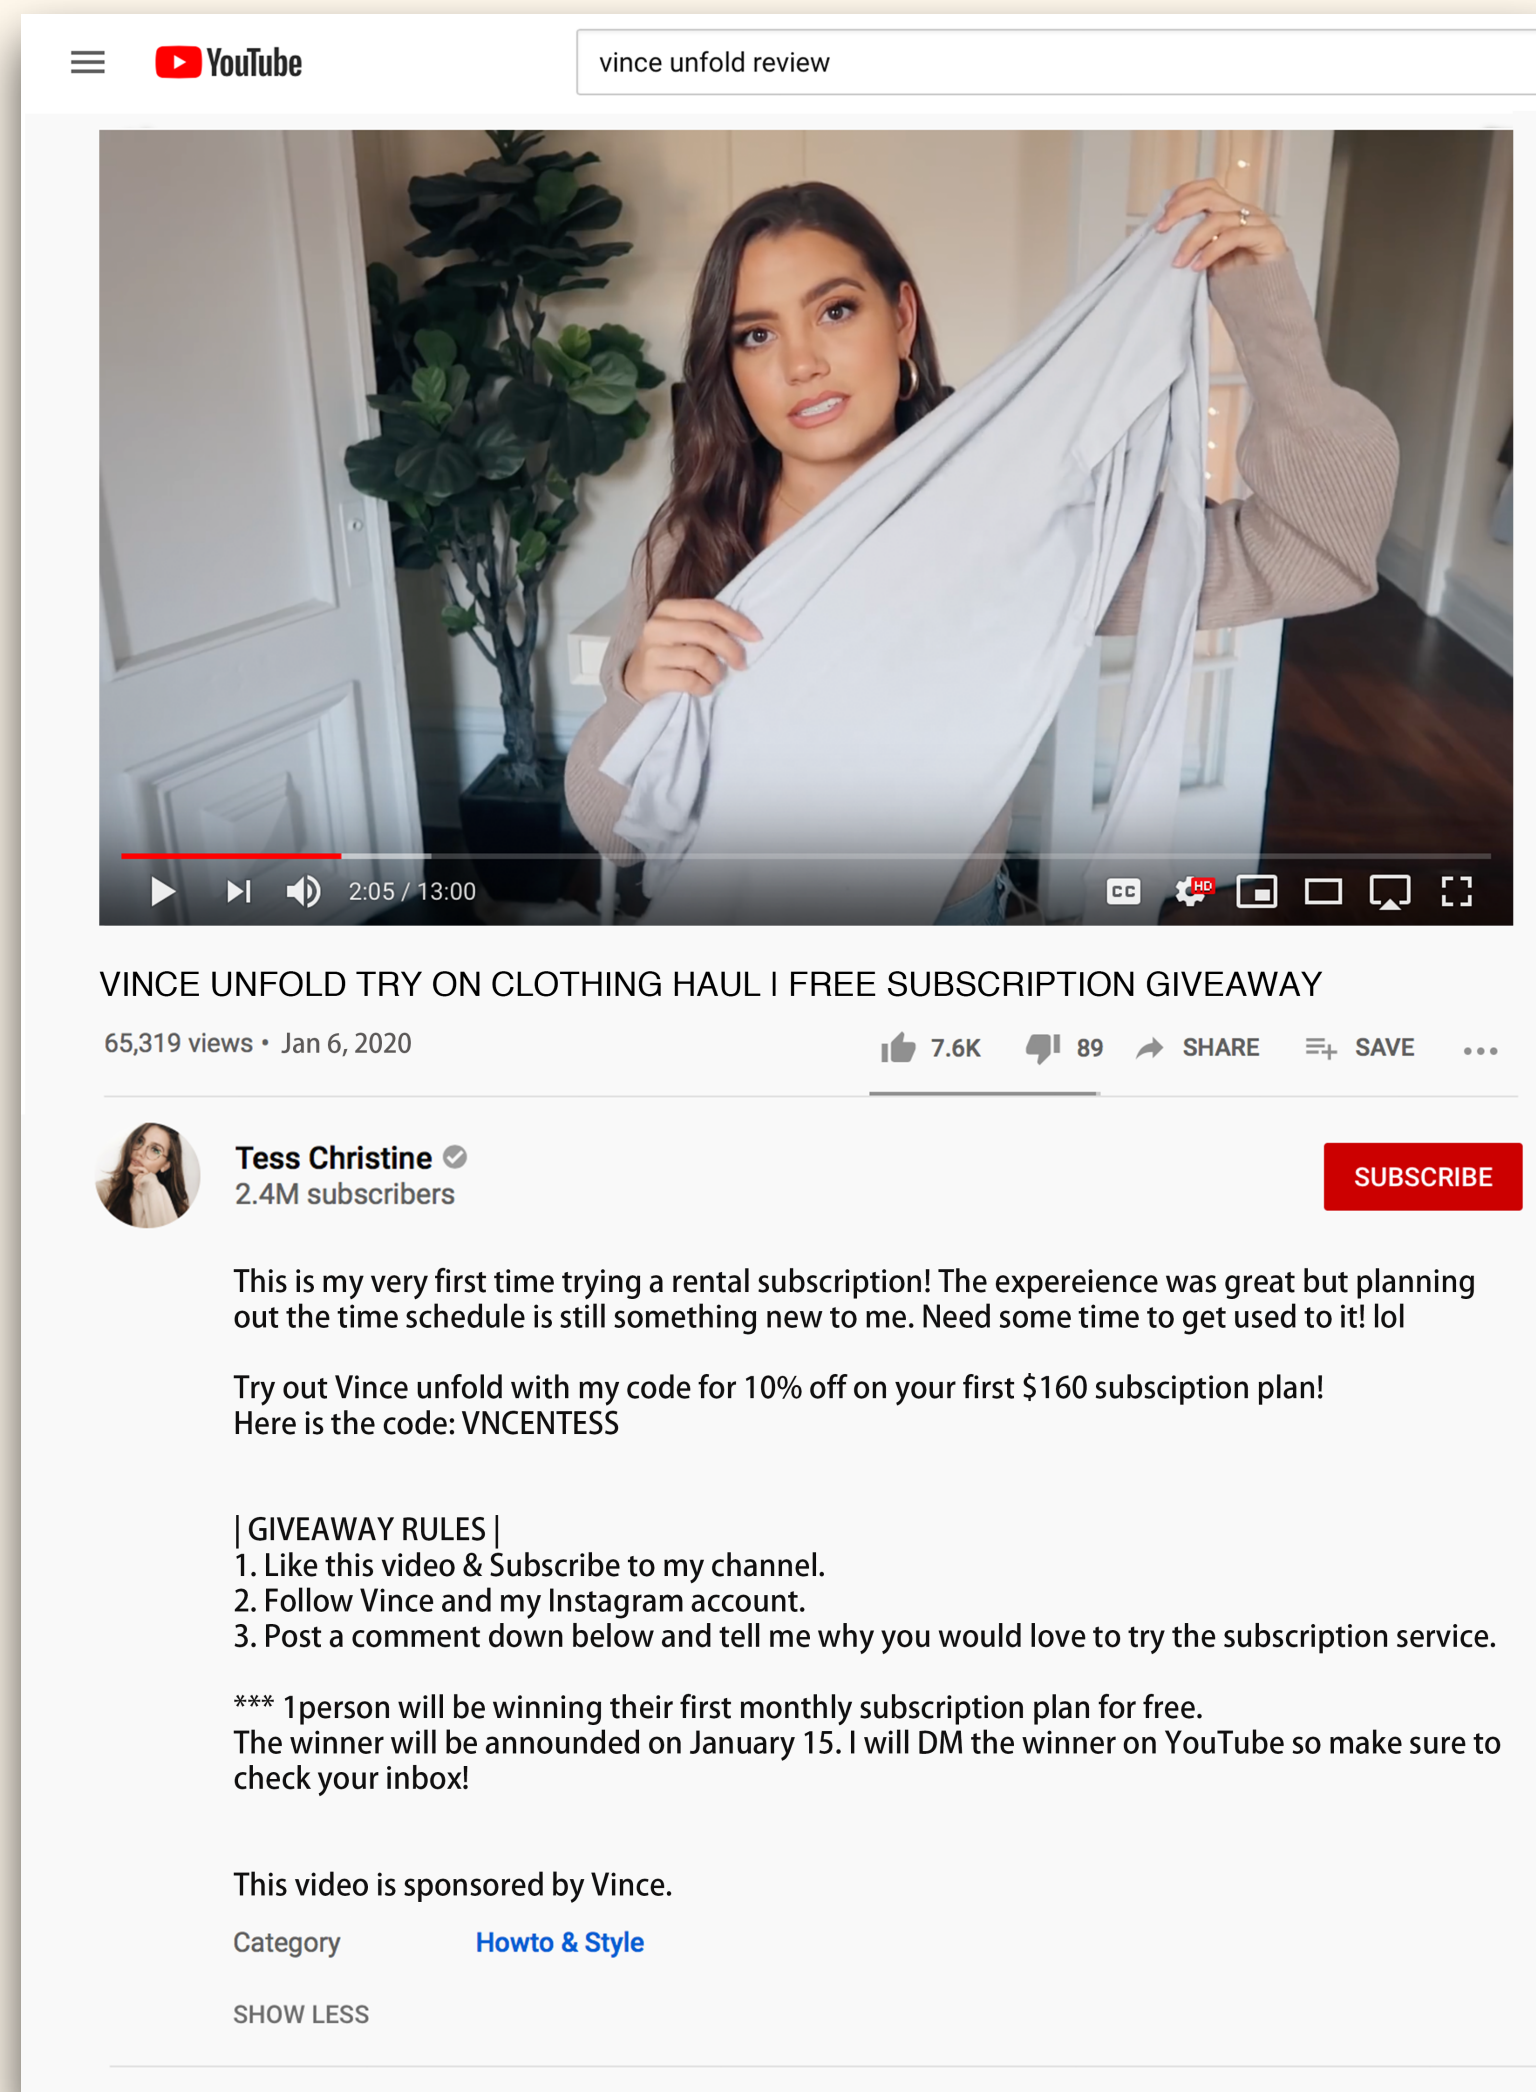 YouTube
vince unfold review
2:05 / 13:00
CC
HD
VINCE UNFOLD TRY ON CLOTHING HAUL I FREE SUBSCRIPTION GIVEAWAY
65,319 views • Jan 6, 2020
7.6K 89 SHARE SAVE
Tess Christine
2.4M subscribers
SUBSCRIBE
This is my very first time trying a rental subscription! The expereience was great but planning
out the time schedule is still something new to me. Need some time to get used to it! lol
Try out Vince unfold with my code for 10% off on your first $160 subsciption plan!
Here is the code: VNCENTESS
| GIVEAWAY RULES |
1. Like this video & Subscribe to my channel.
2. Follow Vince and my Instagram account.
3. Post a comment down below and tell me why you would love to try the subscription service.
*** 1person will be winning their first monthly subscription plan for free.
The winner will be announded on January 15. I will DM the winner on YouTube so make sure to
check your inbox!
This video is sponsored by Vince.
Category Howto & Style
SHOW LESS